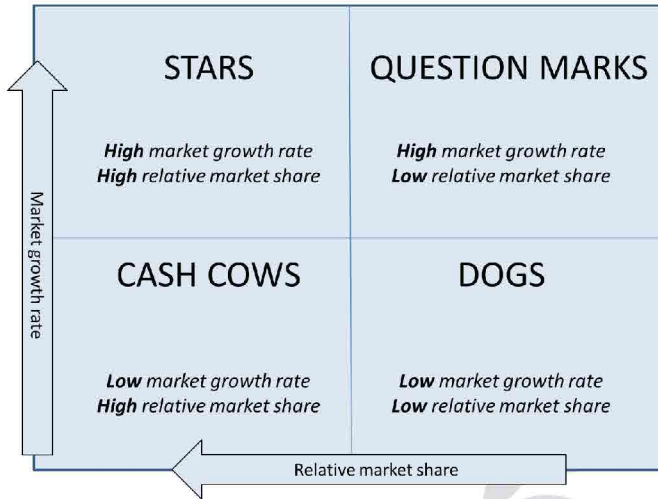 STARS
High market growth rate
High relative market share
QUESTION MARKS
High market growth rate
Low relative market share
CASH COWS
Low market growth rate
High relative market share
DOGS
Low market growth rate
Low relative market share
Market growth rate
Relative market share